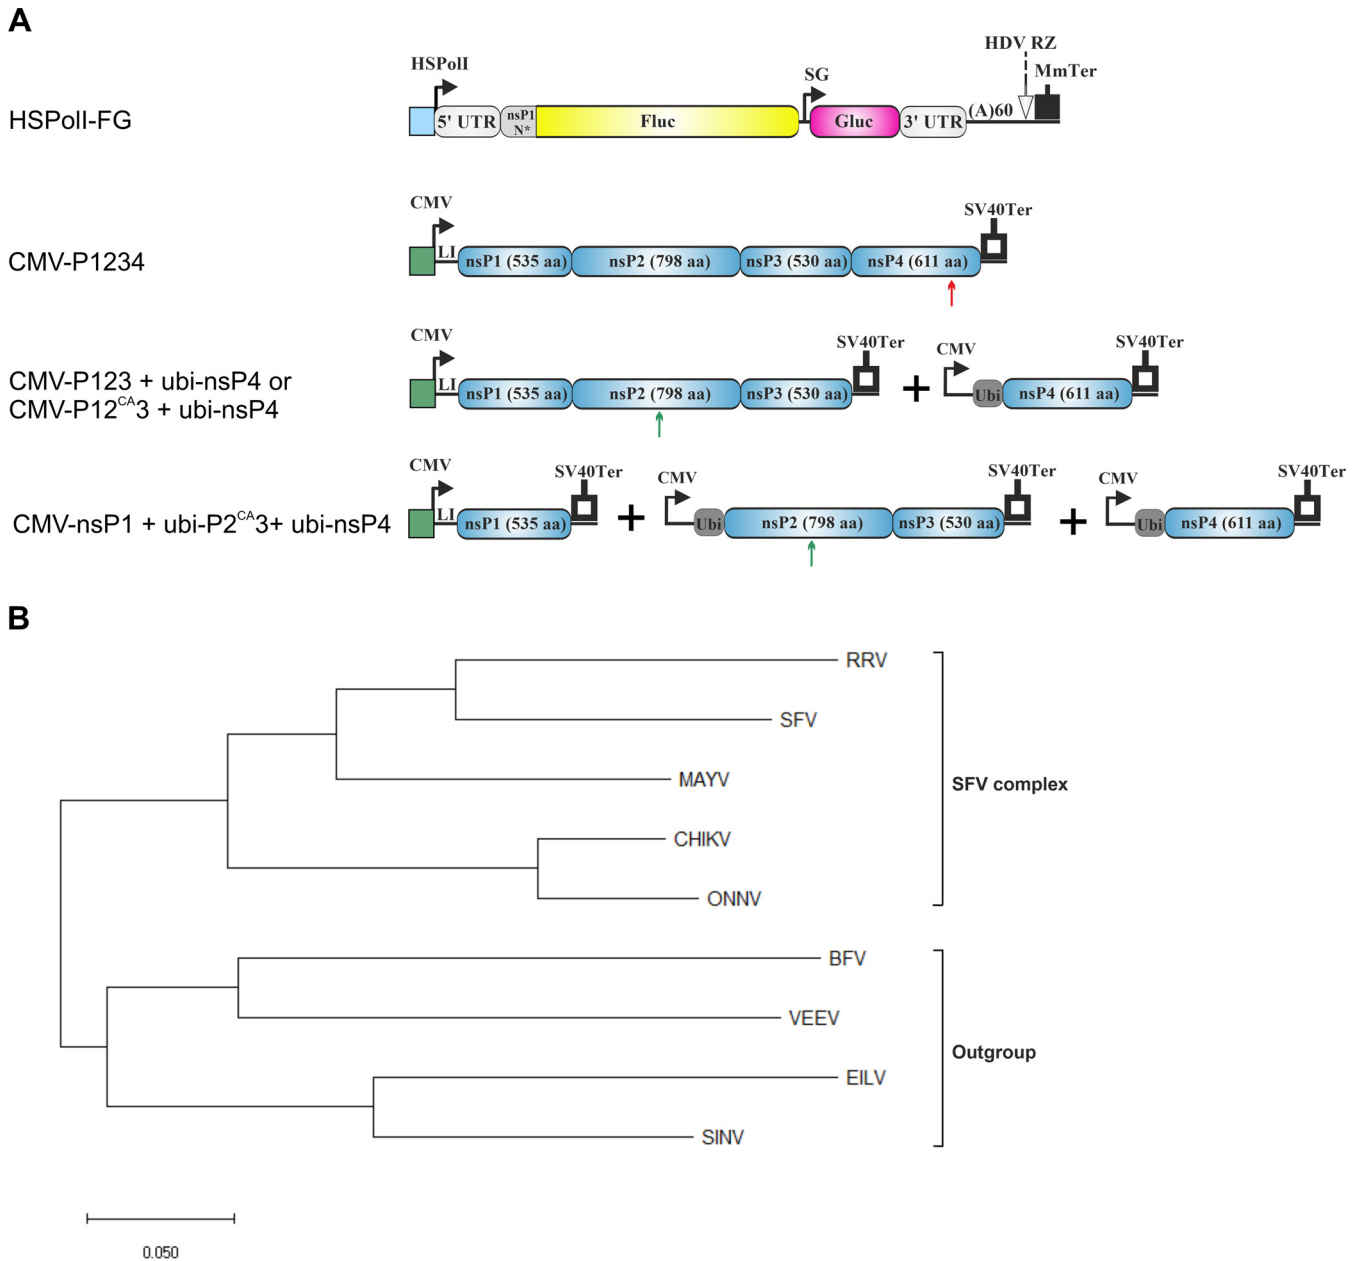 A
HDV RZ
HSPolI
SG
MmTer
HSPolI-FG
5' UTR
nsP1
N*
Fluc
Gluc
3' UTR
(A)60
CMV
SV40Ter
CMV-P1234
LI
nsP1 (535 aa)
nsP2 (798 aa)
nsP3 (530 aa)
nsP4 (611 aa)
CMV
SV40Ter
CMV
SV40Ter
CMV-P123 + ubi-nsP4 or
CMV-P12CA3 + ubi-nsP4
LI
nsP1 (535 aa)
nsP2 (798 aa)
nsP3 (530 aa)
+
Ubi
nsP4 (611 aa)
CMV
SV40Ter
CMV
SV40Ter
CMV
SV40Ter
CMV-nsP1 + ubi-P2CA3+ ubi-nsP4
LI
nsP1 (535 aa)
+
Ubi
nsP2 (798 aa)
nsP3 (530 aa)
+
Ubi
nsP4 (611 aa)
B
RRV
SFV
MAYV
SFV complex
CHIKV
ONNV
BFV
VEEV
Outgroup
EILV
SINV
0.050